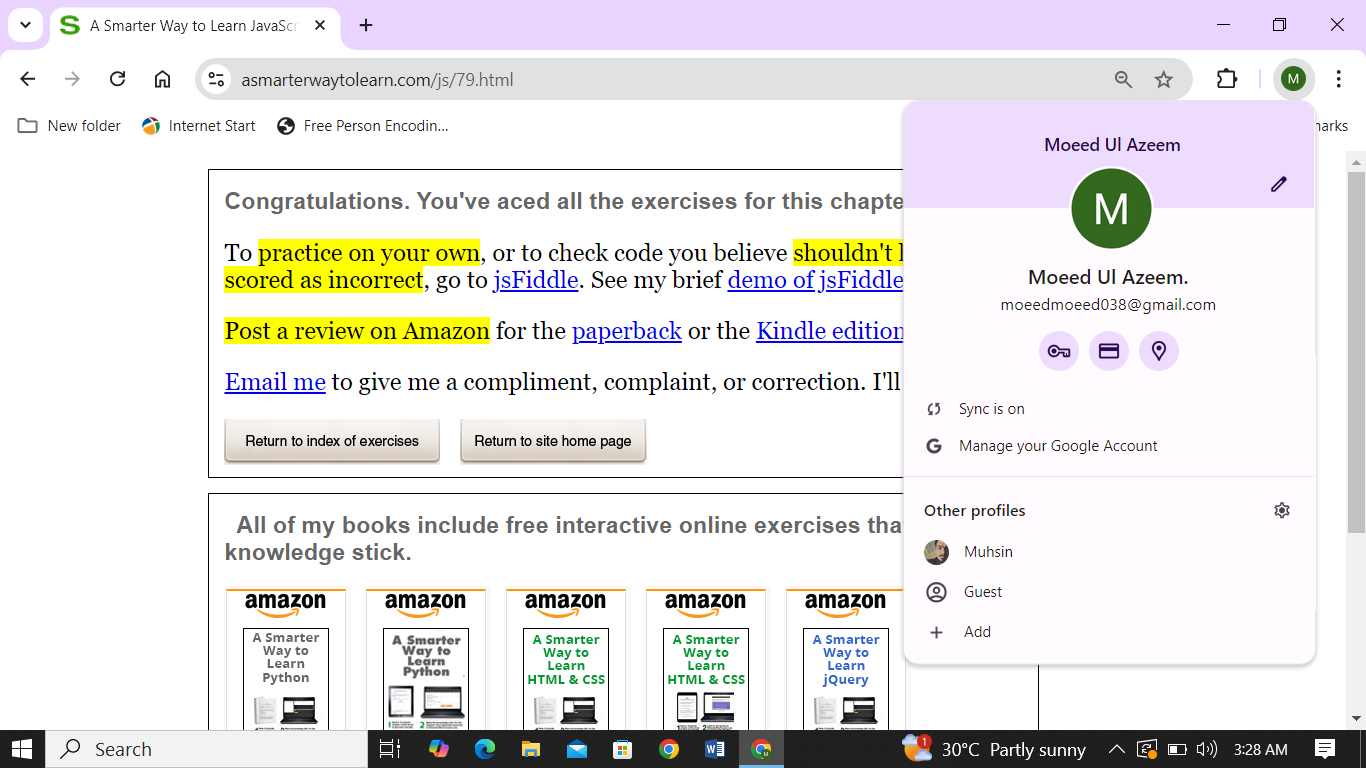 A Smarter Way to Learn JavaScr
asmarterwaytolearn.com/js/79.html
M
New folder
Internet Start
Free Person Encodin...
narks
Congratulations. You've aced all the exercises for this chapte
To practice on your own, or to check code you believe shouldn't
scored as incorrect, go to jsFiddle. See my brief demo of jsFiddle
Post a review on Amazon for the paperback or the Kindle edition
Email me to give me a compliment, complaint, or correction. I'll
Return to index of exercises
Return to site home page
All of my books include free interactive online exercises tha
knowledge stick.
amazon
A Smarter
Way to
Learn
Python
amazon
A Smarter
Way to
Learn
Python
amazon
A Smarter
Way to
Learn
HTML & CSS
amazon
A Smarter
Way to
Learn
HTML & CSS
amazon
A Smarter
Way to
Learn
jQuery
Moeed Ul Azeem
M
Moeed Ul Azeem.
moeedmoeed038@gmail.com
Sync is on
Manage your Google Account
Other profiles
Muhsin
Guest
Add
Search
1
30°C Partly sunny
3:28 AM